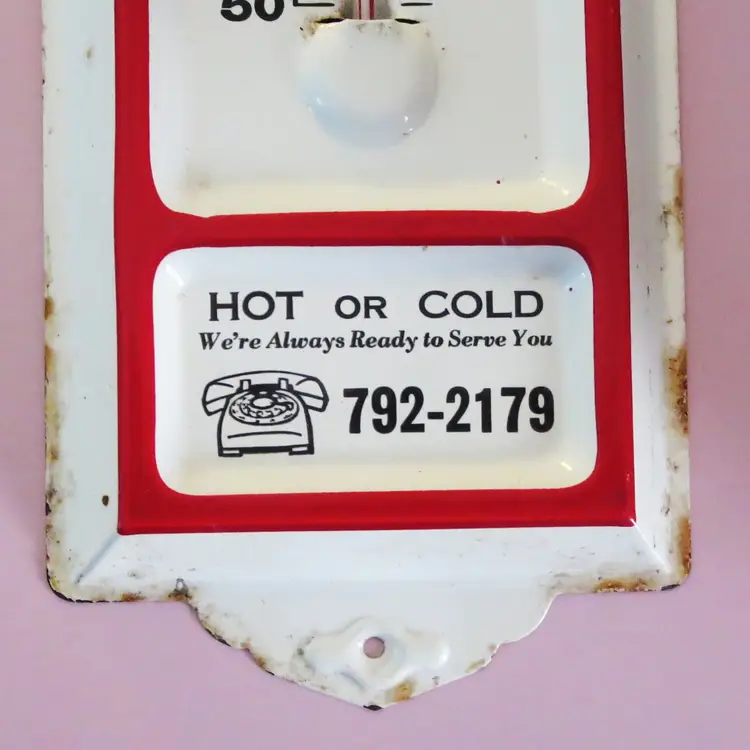 50
HOT OR COLD
We're Always Ready to Serve You
792-2179